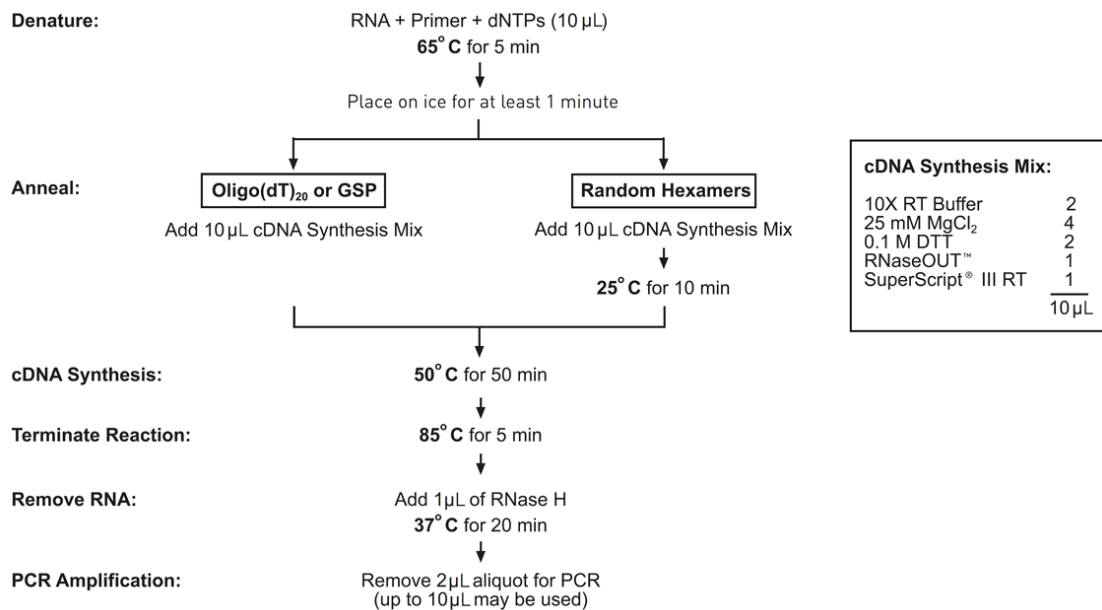 Denature:
RNA + Primer + dNTPs (10 µL)
65° C for 5 min
Place on ice for at least 1 minute
Anneal:
Oligo(dT)₂₀ or GSP
Add 10 µL cDNA Synthesis Mix
Random Hexamers
Add 10 µL cDNA Synthesis Mix
25° C for 10 min
cDNA Synthesis Mix:
10X RT Buffer 2
25 mM MgCl₂ 4
0.1 M DTT 2
RNaseOUT™ 1
SuperScript® III RT 1
10 µL
cDNA Synthesis:
50° C for 50 min
Terminate Reaction:
85° C for 5 min
Remove RNA:
Add 1µL of RNase H
37° C for 20 min
PCR Amplification:
Remove 2µL aliquot for PCR
(up to 10µL may be used)